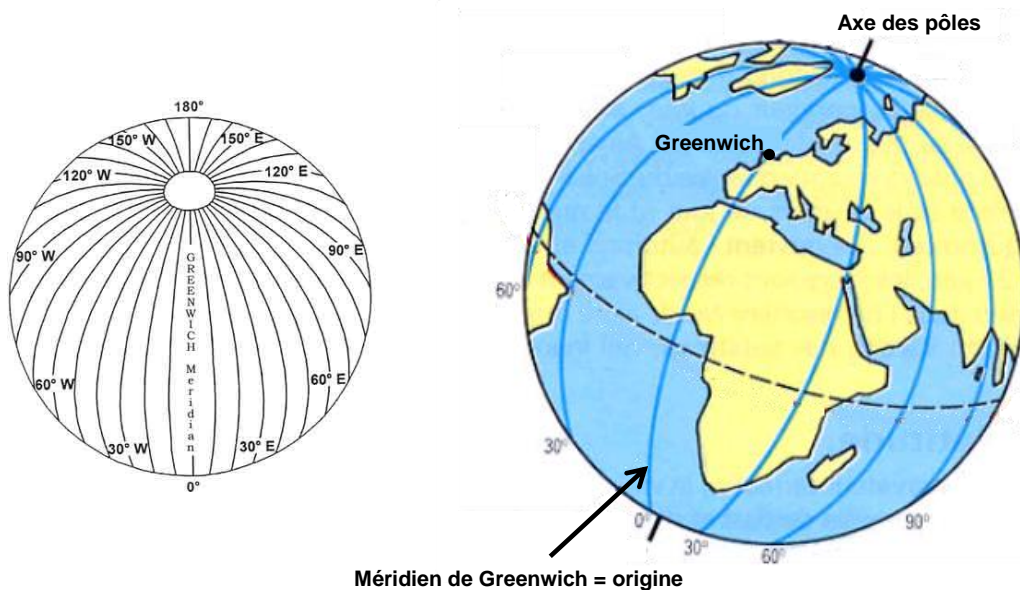 Axe des pôles
180°
150° W
150° E
Greenwich
120° W
120° E
90° W
90° E
GREENWICH Meridian
60°
60° W
60° E
30° W
30° E
30°
0°
0°
30°
60°
90°
Méridien de Greenwich = origine